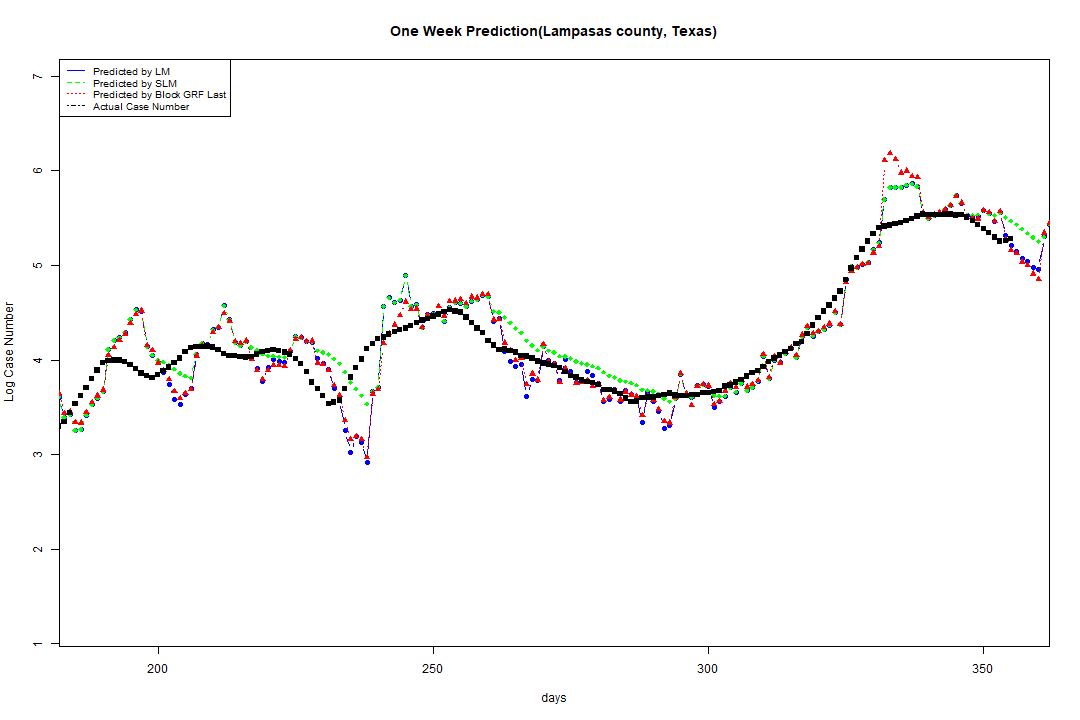 One Week Prediction(Lampasas county, Texas)
Predicted by LM
Predicted by SLM
Predicted by Block GRF Last
Actual Case Number
7
6
5
4
3
2
1
Log Case Number
200
250
300
350
days